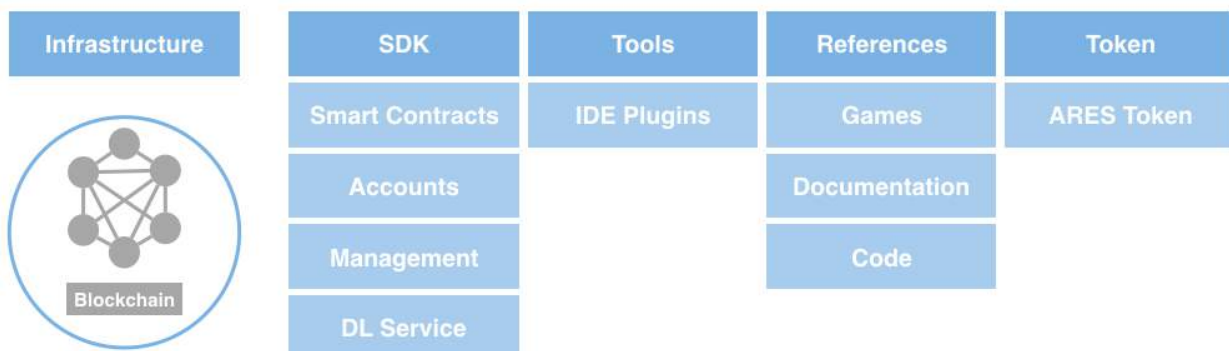 Infrastructure
SDK
Tools
References
Token
Smart Contracts
IDE Plugins
Games
ARES Token
Accounts
Documentation
Management
Code
Blockchain
DL Service